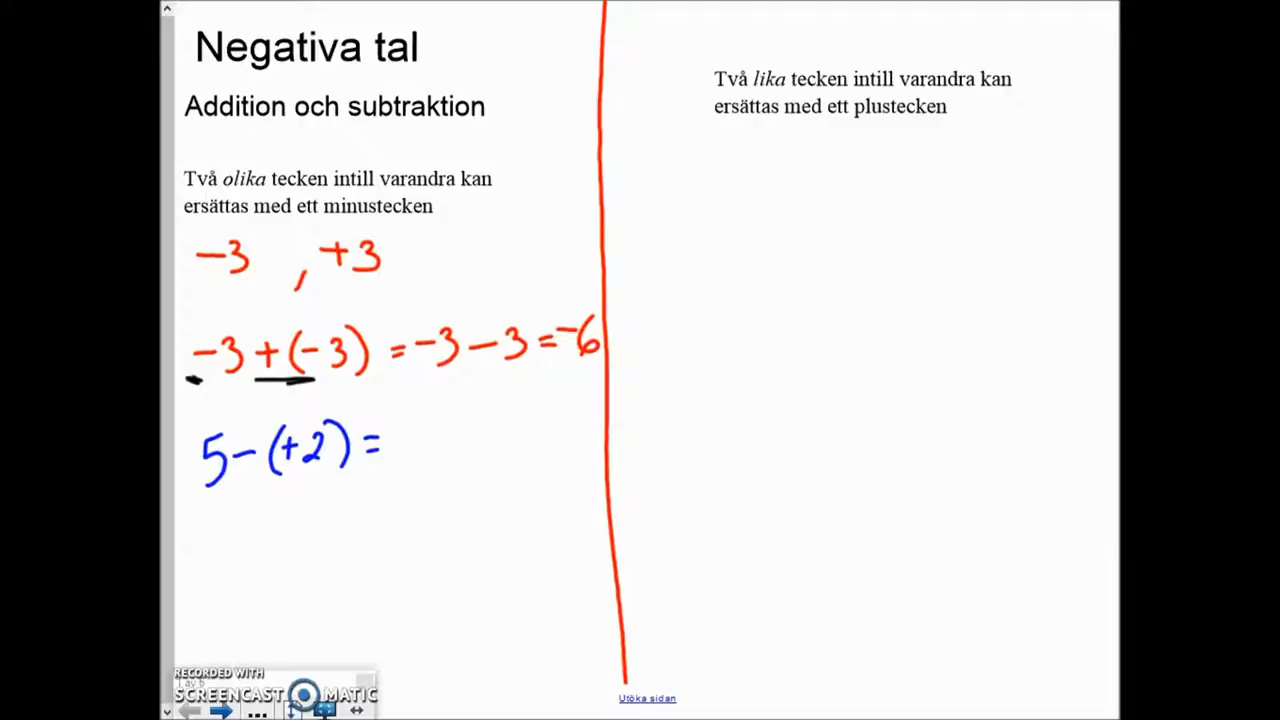 Negativa tal
Addition och subtraktion
Två olika tecken intill varandra kan
ersättas med ett minustecken
-3 , +3
-3 +(-3) = -3 - 3 = -6
5-(+2) =
Två lika tecken intill varandra kan
ersättas med ett plustecken
RECORDED WITH
SCREENCAST MATIC
Utöka sidan